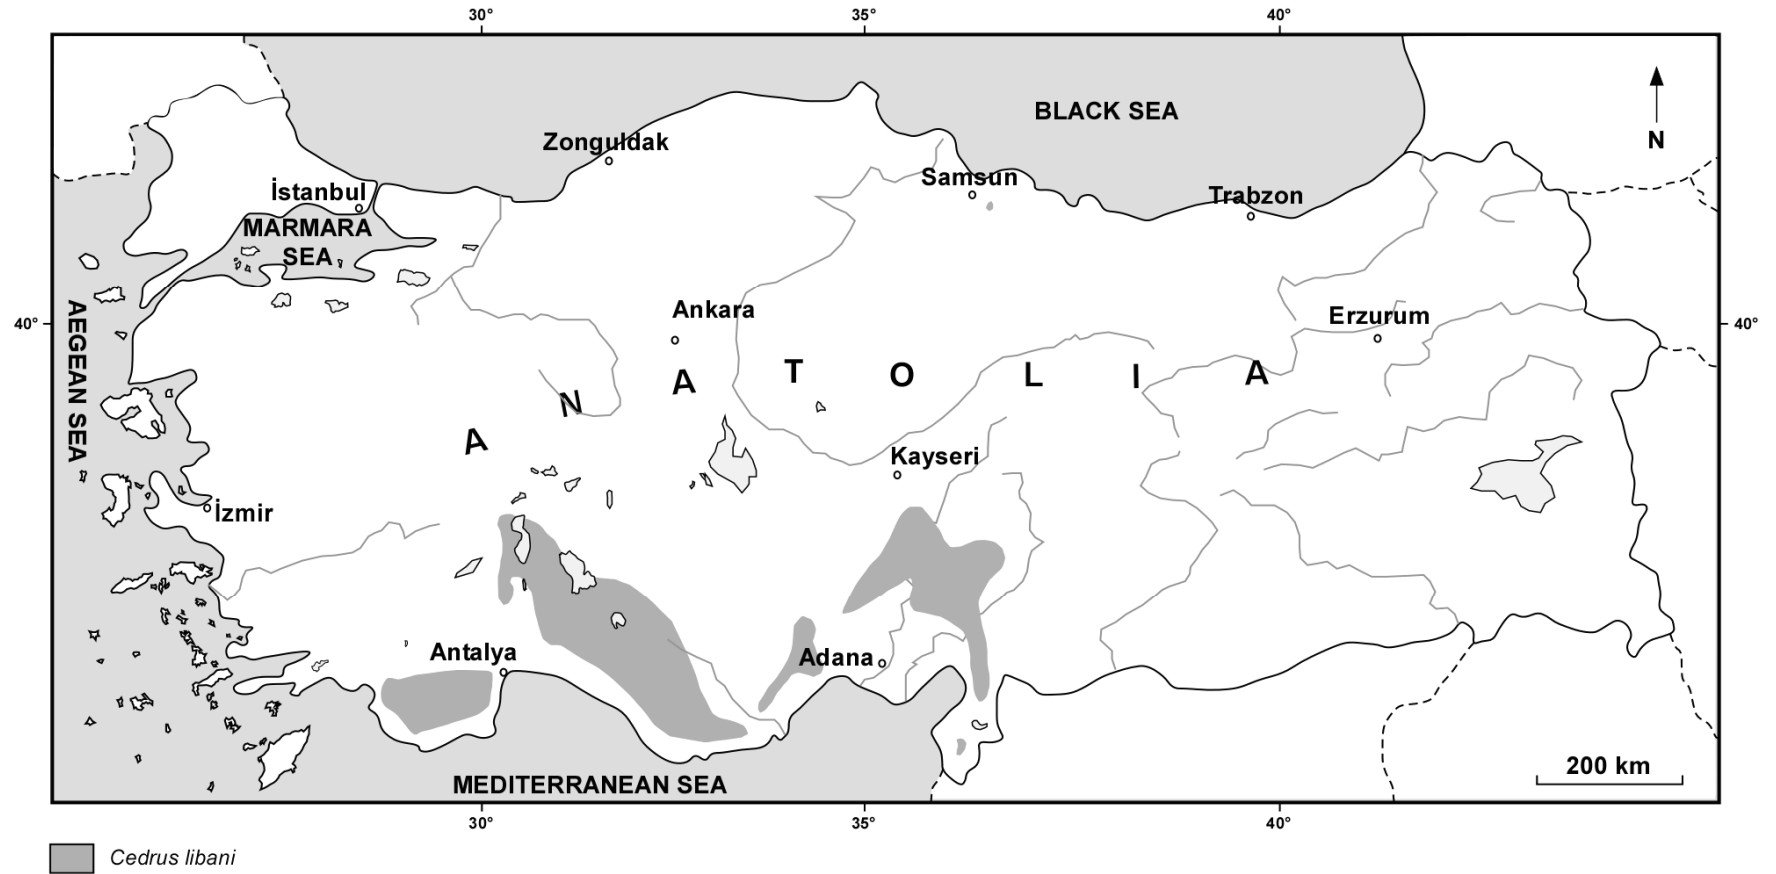 30° 35° 40°
BLACK SEA
N
Zonguldak
İstanbul
Samsun
Trabzon
MARMARA
SEA
40° 40°
AEGEAN SEA
Ankara
Erzurum
A N A T O L I A
Kayseri
İzmir
Antalya
Adana
MEDITERRANEAN SEA
200 km
30° 35° 40°
Cedrus libani